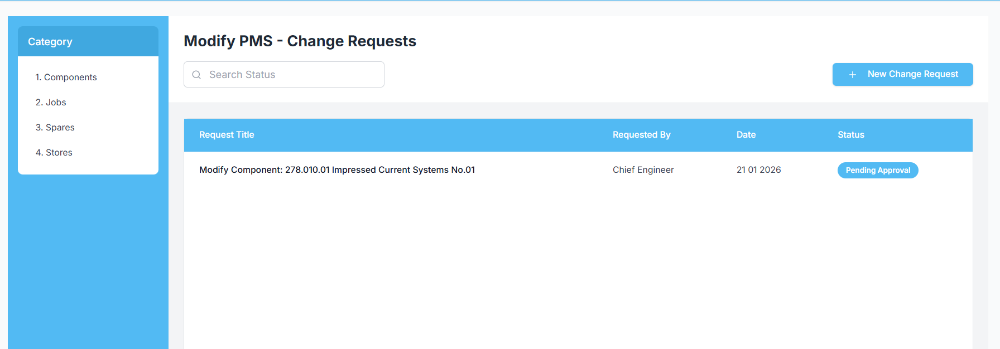 Category
1. Components
2. Jobs
3. Spares
4. Stores
Modify PMS - Change Requests
Search Status
+ New Change Request
Request Title Requested By Date Status
Modify Component: 278.010.01 Impressed Current Systems No.01 Chief Engineer 21 01 2026 Pending Approval